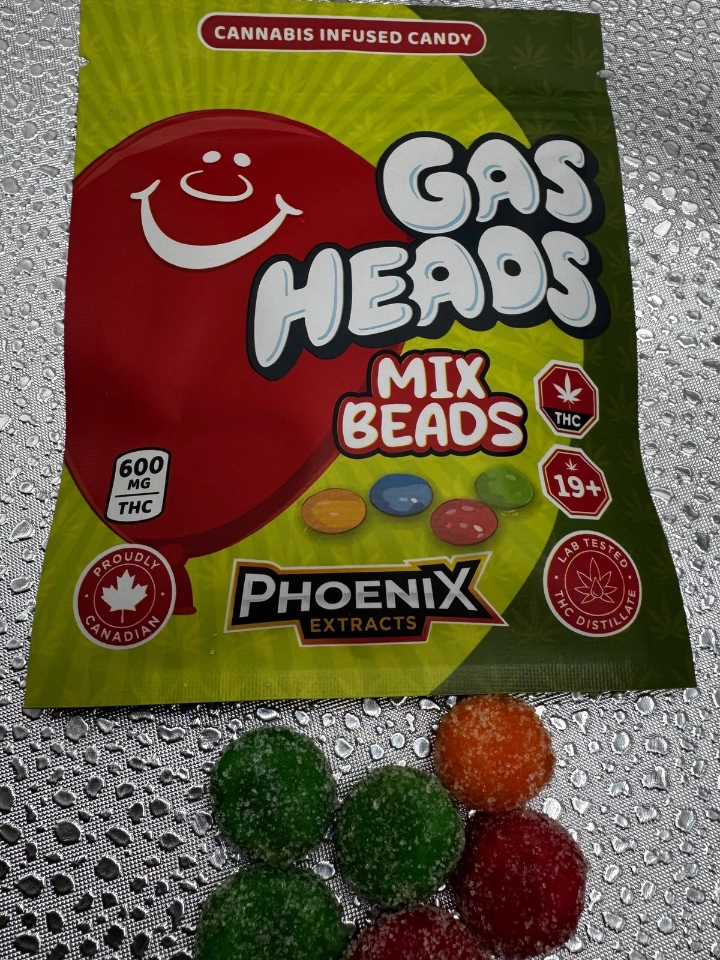 CANNABIS INFUSED CANDY
GAS
HEADS
MIX
BEADS
THC
19+
600
MG
THC
PROUDLY
CANADIAN
PHOENIX
EXTRACTS
LAB TESTED
THC DISTILLATE